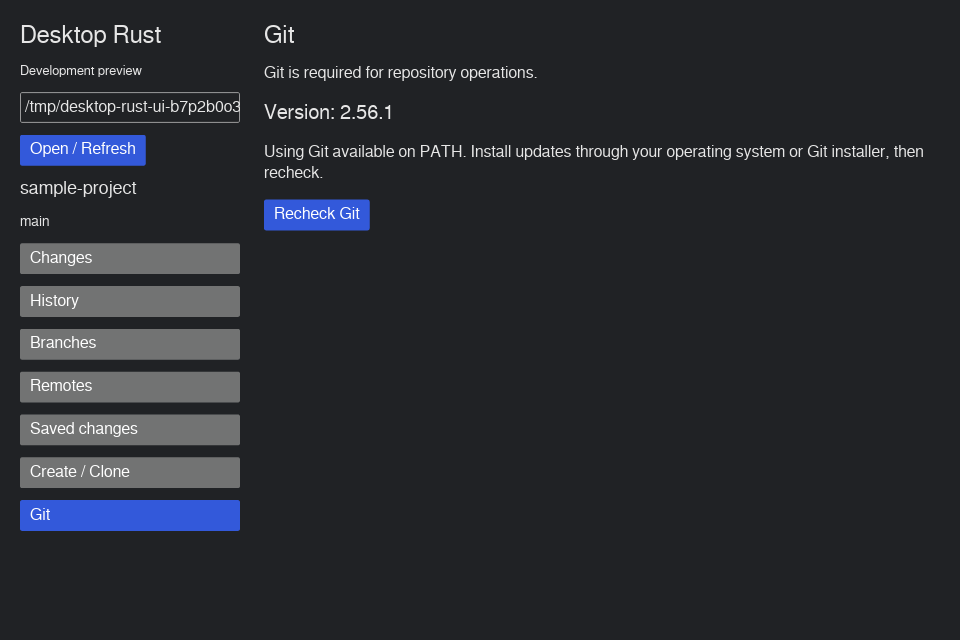 Desktop Rust
Development preview
/tmp/desktop-rust-ui-b7p2b0o3
Open / Refresh
sample-project
main
Changes
History
Branches
Remotes
Saved changes
Create / Clone
Git
Git
Git is required for repository operations.
Version: 2.56.1
Using Git available on PATH. Install updates through your operating system or Git installer, then
recheck.
Recheck Git